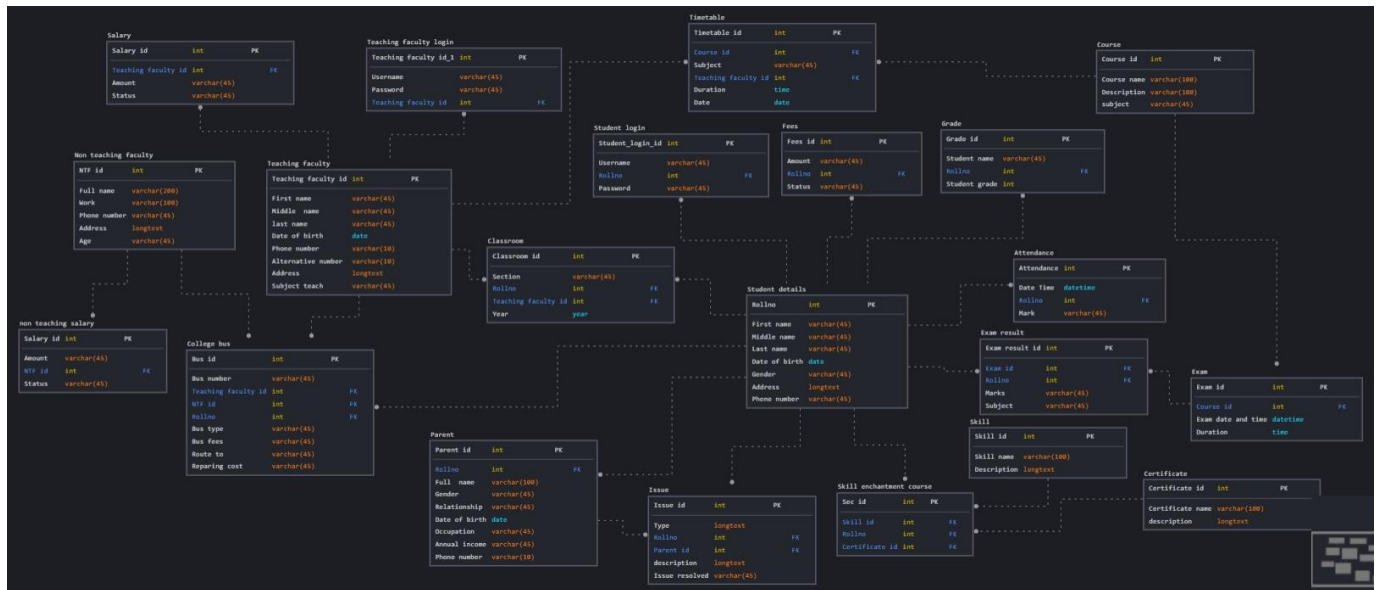 Salary
Salary id int PK
Teaching faculty id int FK
Amount varchar(45)
Status varchar(45)
Teaching faculty login
Teaching faculty id_1 int PK
Username varchar(45)
Password varchar(45)
Teaching faculty id int FK
Timetable
Timetable id int PK
Course id int FK
Subject varchar(45)
Teaching faculty id int FK
Duration time
Date date
Course
Course id int PK
Course name varchar(100)
Description varchar(100)
subject varchar(45)
Non teaching faculty
NTF id int PK
Full name varchar(200)
Work varchar(100)
Phone number varchar(45)
Address longtext
Age varchar(45)
Teaching faculty
Teaching faculty id int PK
First name varchar(45)
Middle name varchar(45)
last name varchar(45)
Date of birth date
Phone number varchar(10)
Alternative number varchar(10)
Address longtext
Subject teach varchar(45)
Student login
Student_login_id int PK
Username varchar(45)
Rollno int FK
Password varchar(45)
Fees
Fees id int PK
Amount varchar(45)
Rollno int FK
Status varchar(45)
Grade
Grade id int PK
Student name varchar(45)
Rollno int FK
Student grade int
Classroom
Classroom id int PK
Section varchar(45)
Rollno int FK
Teaching faculty id int FK
Year year
Attendance
Attendance int PK
Date Time datetime
Rollno int FK
Mark varchar(45)
Student details
Rollno int PK
First name varchar(45)
Middle name varchar(45)
Last name varchar(45)
Date of birth date
Gender varchar(45)
Address longtext
Phone number varchar(45)
non teaching salary
Salary id int PK
Amount varchar(45)
NTF id int FK
Status varchar(45)
College bus
Bus id int PK
Bus number varchar(45)
Teaching faculty id int FK
NTF id int FK
Rollno int FK
Bus type varchar(45)
Bus fees varchar(45)
Route to varchar(45)
Reparing cost varchar(45)
Exam result
Exam result id int PK
Exam id int FK
Rollno int FK
Marks varchar(45)
Subject varchar(45)
Exam
Exam id int PK
Course id int FK
Exam date and time datetime
Duration time
Parent
Parent id int PK
Rollno int FK
Full name varchar(100)
Gender varchar(45)
Relationship varchar(45)
Date of birth date
Occupation varchar(45)
Annual income varchar(45)
Phone number varchar(10)
Skill
Skill id int PK
Skill name varchar(100)
Description longtext
Issue
Issue id int PK
Type longtext
Rollno int FK
Parent id int FK
description longtext
Issue resolved varchar(45)
Skill enchantment course
Sec id int PK
Skill id int FK
Rollno int FK
Certificate id int FK
Certificate
Certificate id int PK
Certificate name varchar(100)
description longtext